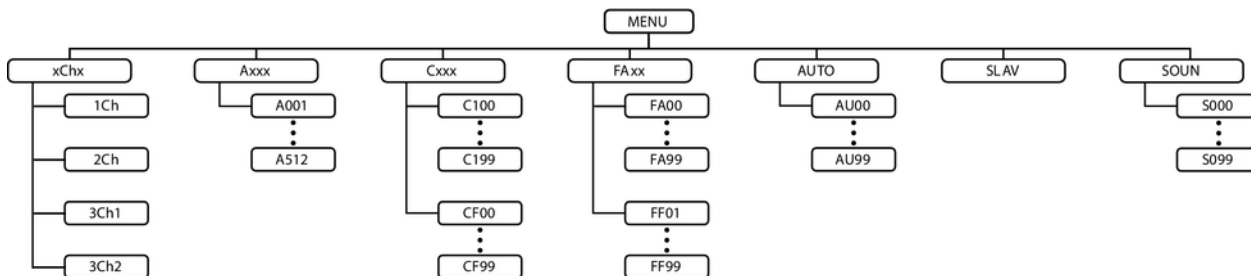 MENU
xChx
Axxx
Cxxx
FAxx
AUTO
SLAV
SOUN
1Ch
A001
C100
FA00
AU00
S000
2Ch
A512
C199
FA99
AU99
S099
3Ch1
CF00
FF01
3Ch2
CF99
FF99